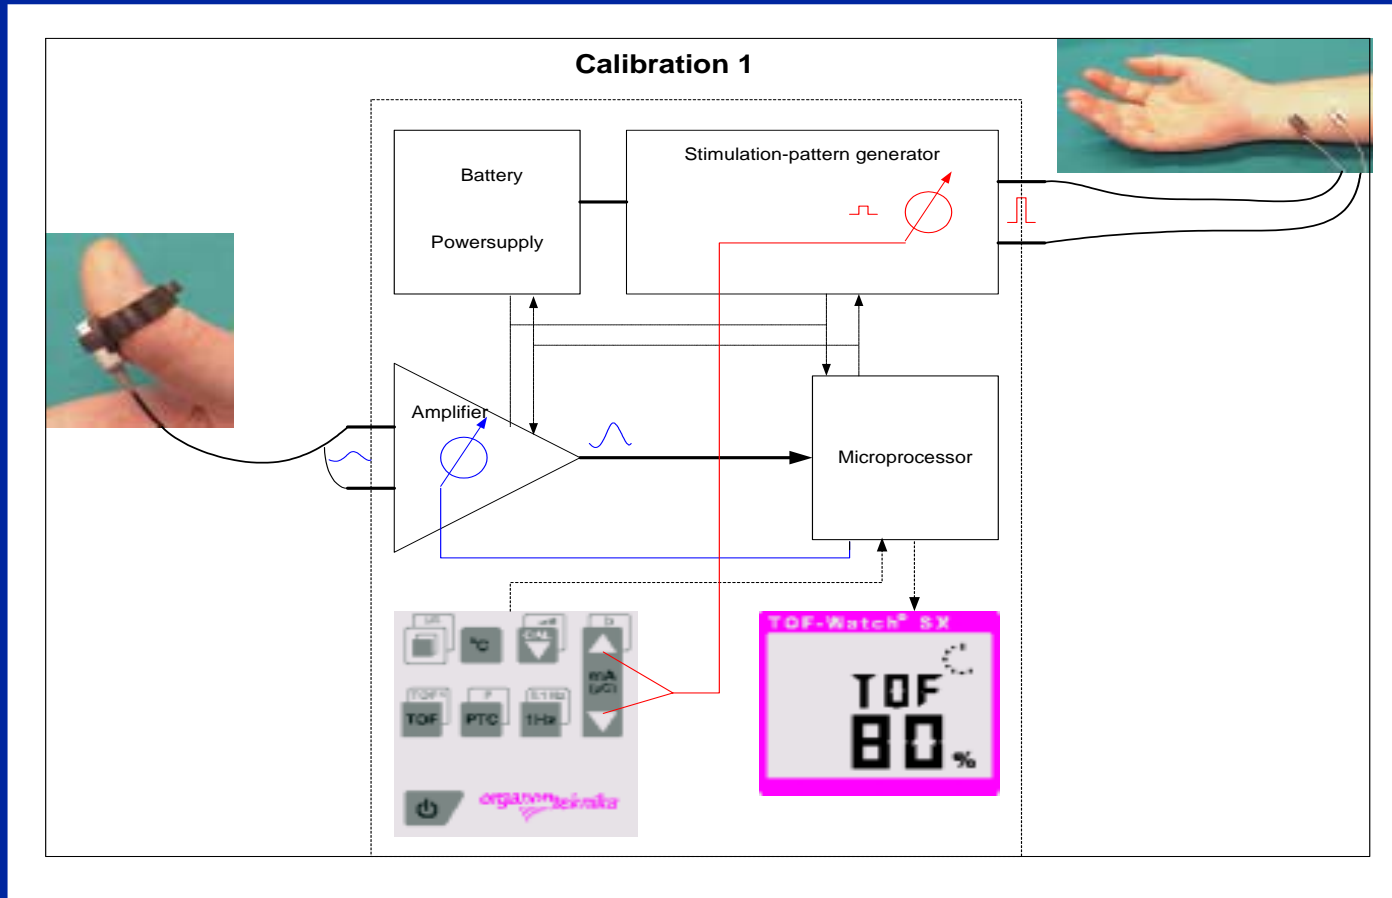 Calibration 1
Stimulation-pattern generator
Battery
Powersupply
Amplifier
Microprocessor
°C
mA
(µC)
TOF
PTC
1Hz
organon teknika
TOF-Watch® SX
TOF
80 %